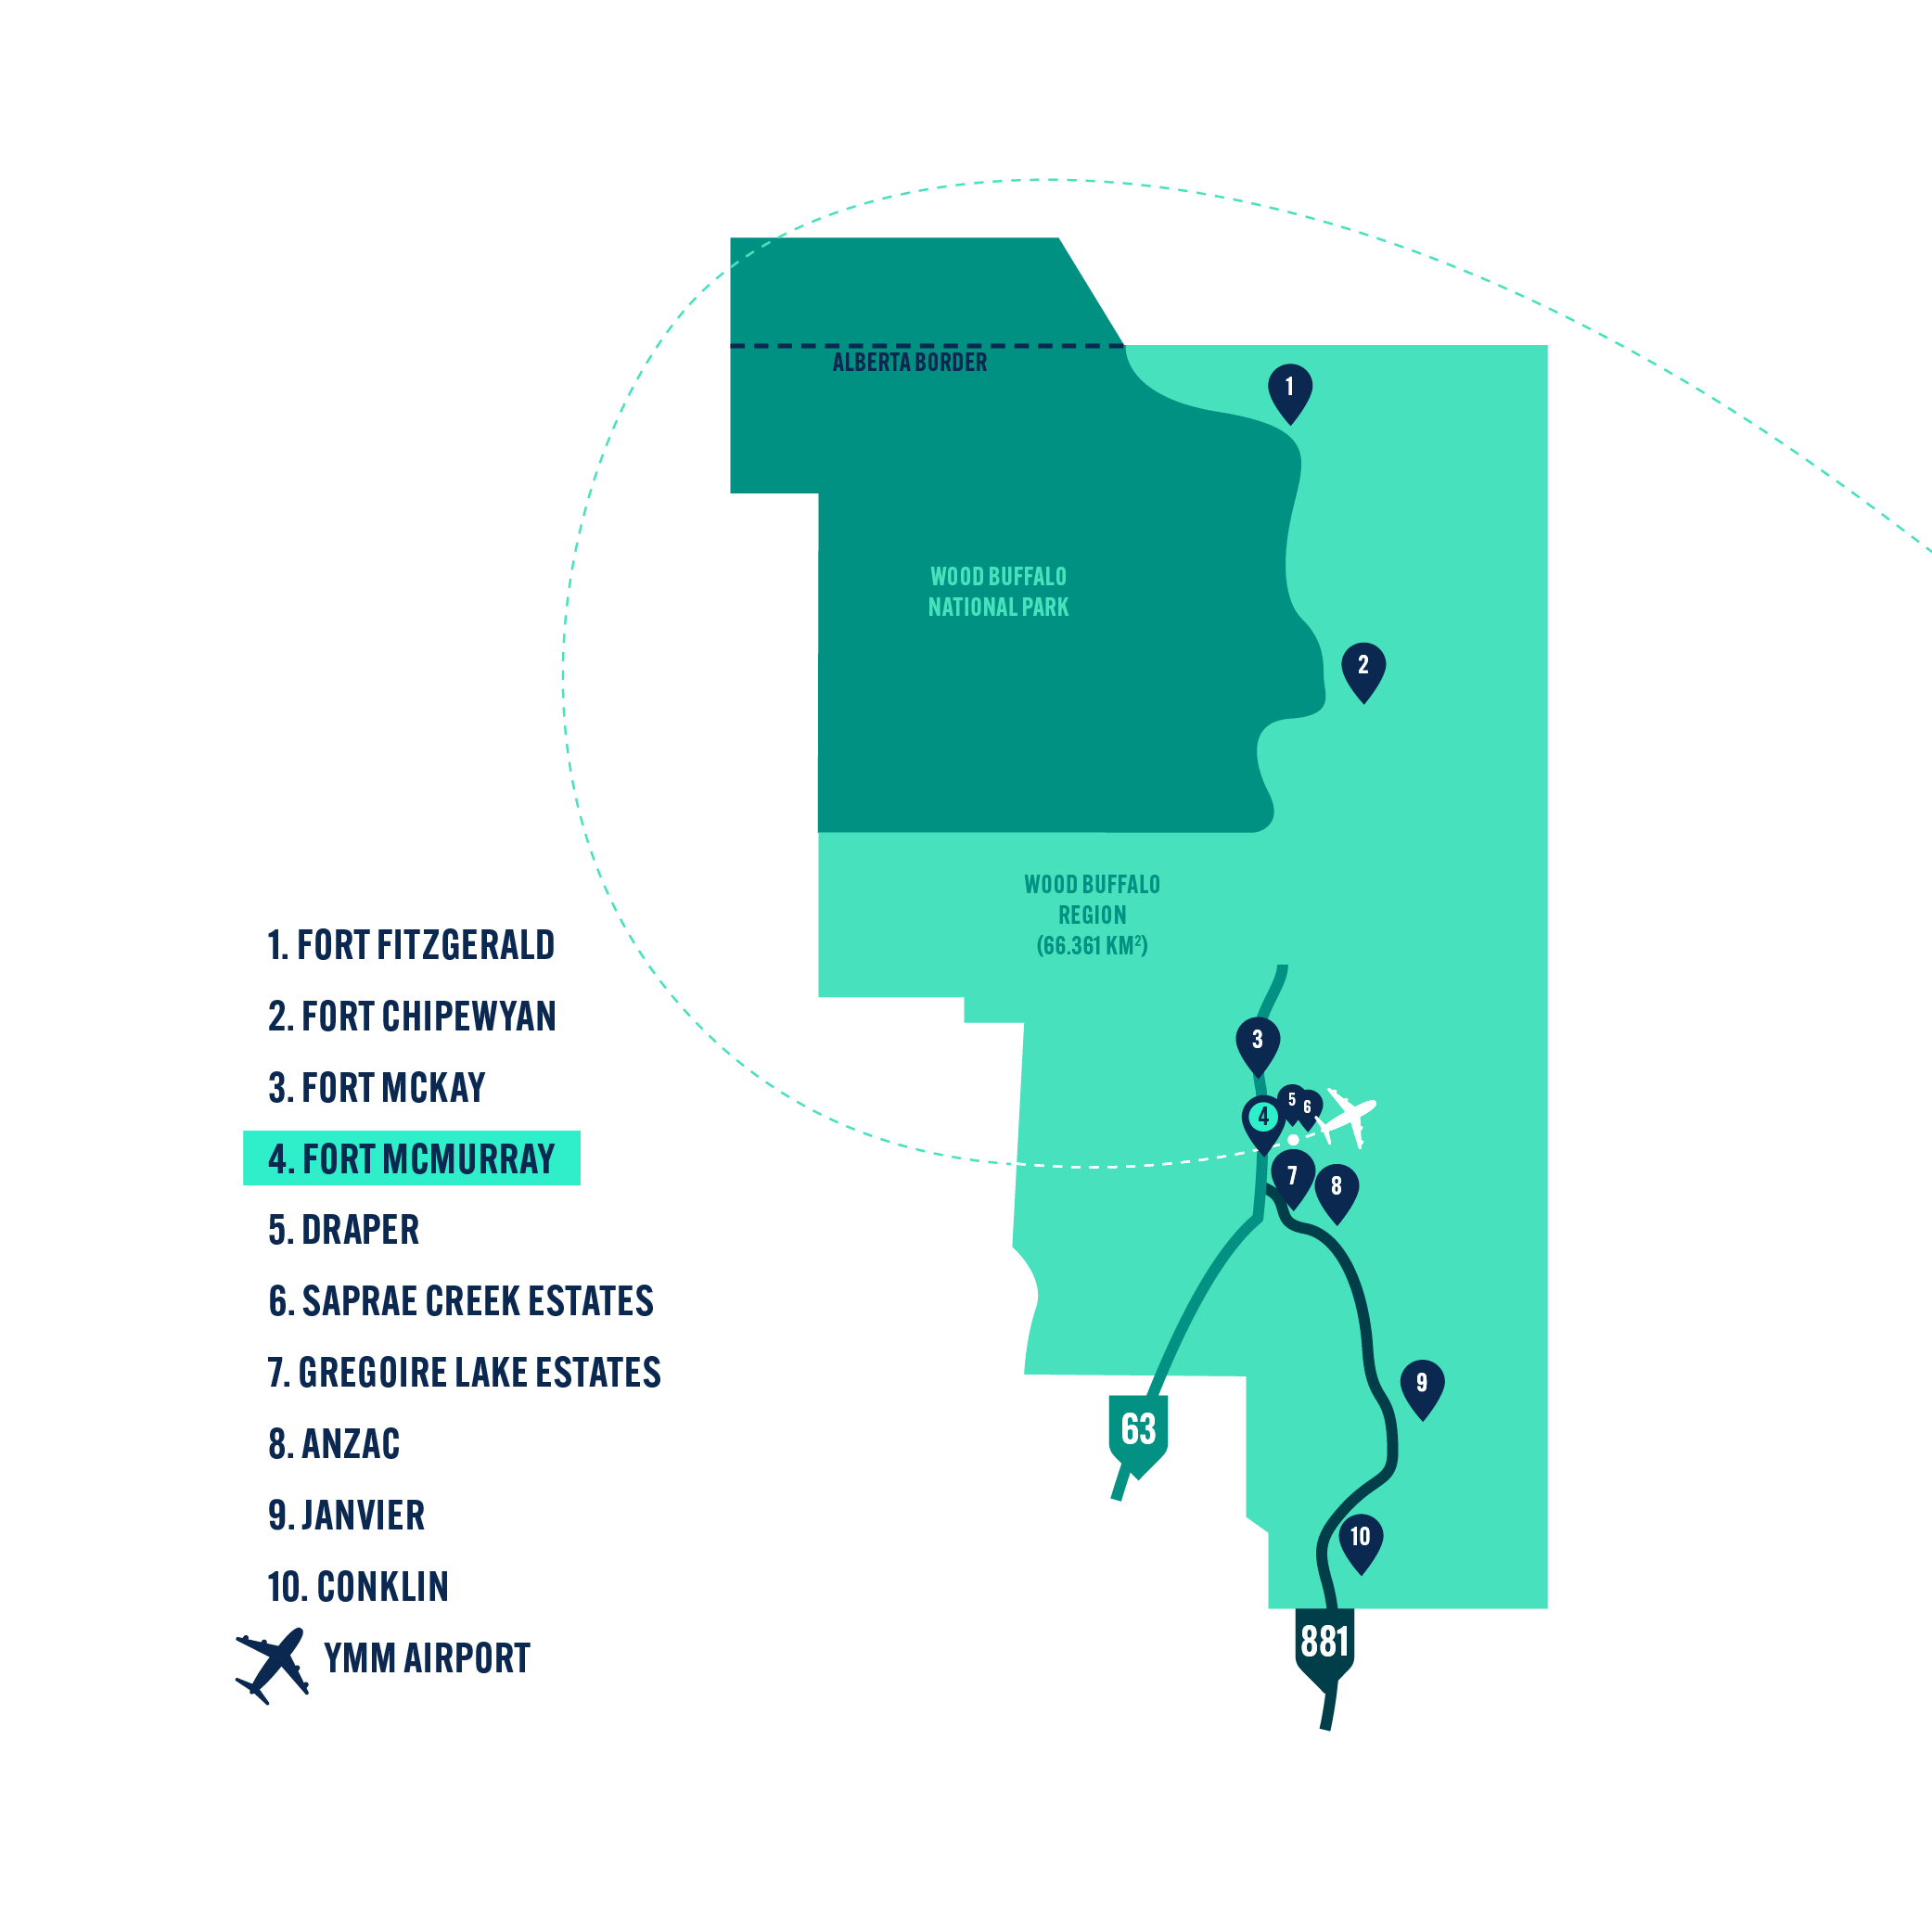 ALBERTA BORDER
1
WOOD BUFFALO
NATIONAL PARK
2
WOOD BUFFALO
REGION
(66.361 KM²)
3
4
5
6
7
8
9
63
10
881
1. FORT FITZGERALD
2. FORT CHIPEWYAN
3. FORT MCKAY
4. FORT MCMURRAY
5. DRAPER
6. SAPRAE CREEK ESTATES
7. GREGOIRE LAKE ESTATES
8. ANZAC
9. JANVIER
10. CONKLIN
YMM AIRPORT